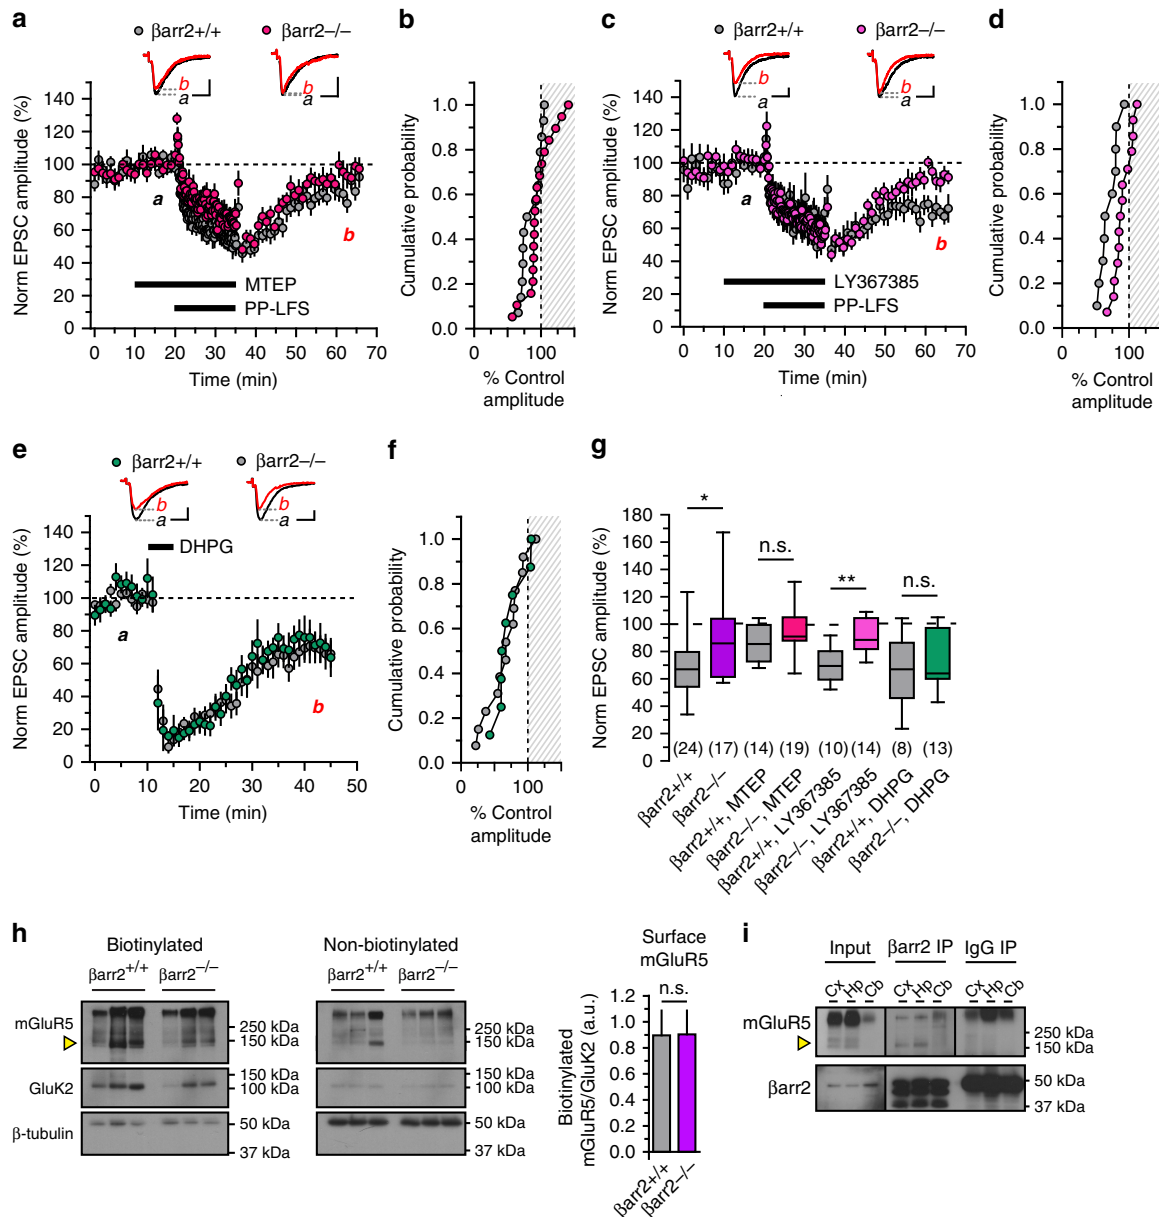 a
βarr2+/+
βarr2−/−
b
a
b
a
Norm EPSC amplitude (%)
140
120
100
80
60
40
20
0
a
b
MTEP
PP-LFS
0 10 20 30 40 50 60 70
Time (min)
b
Cumulative probability
1.0
0.8
0.6
0.4
0.2
0.0
0 100
% Control
amplitude
c
βarr2+/+
βarr2−/−
b
a
b
a
Norm EPSC amplitude (%)
140
120
100
80
60
40
20
0
a
b
LY367385
PP-LFS
0 10 20 30 40 50 60 70
Time (min)
d
Cumulative probability
1.0
0.8
0.6
0.4
0.2
0.0
0 100
% Control
amplitude
e
βarr2+/+
βarr2−/−
b
a
b
a
Norm EPSC amplitude (%)
140
120
100
80
60
40
20
0
DHPG
a
b
0 10 20 30 40 50
Time (min)
f
Cumulative probability
1.0
0.8
0.6
0.4
0.2
0.0
0 100
% Control
amplitude
g
Norm EPSC amplitude (%)
180
160
140
120
100
80
60
40
20
0
*
n.s.
**
n.s.
(24) (17) (14) (19) (10) (14) (8) (13)
βarr2+/+
βarr2−/−
βarr2+/+, MTEP
βarr2−/−, MTEP
βarr2+/+, LY367385
βarr2−/−, LY367385
βarr2+/+, DHPG
βarr2−/−, DHPG
h
Biotinylated
βarr2+/+ βarr2−/−
mGluR5
250 kDa
150 kDa
GluK2
150 kDa
100 kDa
β-tubulin
50 kDa
37 kDa
Non-biotinylated
βarr2+/+ βarr2−/−
250 kDa
150 kDa
150 kDa
100 kDa
50 kDa
37 kDa
Surface
mGluR5
n.s.
Biotinylated
mGluR5/GluK2 (a.u.)
1.2
1.0
0.8
0.6
0.4
0.2
0.0
βarr2+/+
βarr2−/−
i
Input βarr2 IP IgG IP
Cx Hp Cb Cx Hp Cb Cx Hp Cb
mGluR5
250 kDa
150 kDa
βarr2
50 kDa
37 kDa